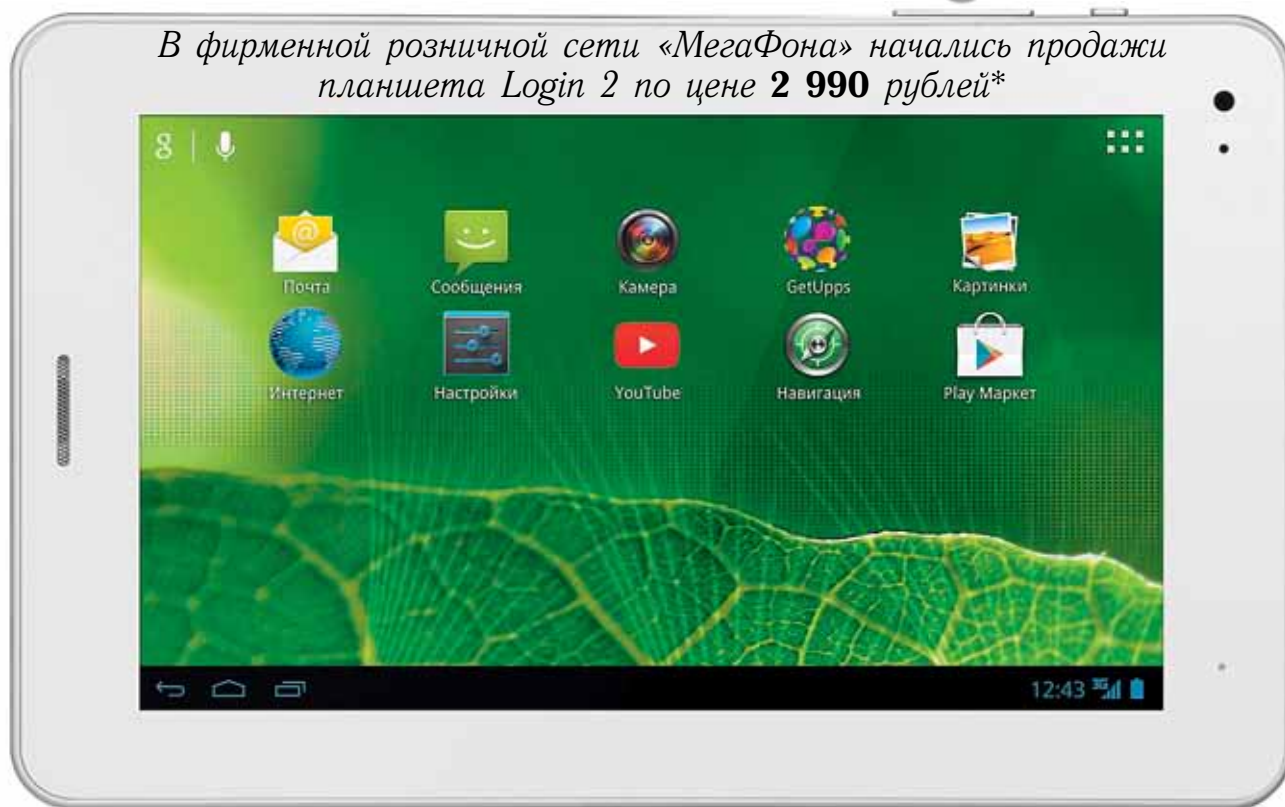 В фирменной розничной сети «МегаФона» начались продажи
планшета Login 2 по цене 2 990 рублей*
g
Почта Сообщения Камера GetUpps Картинки
Интернет Настройки YouTube Навигация Play Маркет
12:43 3G